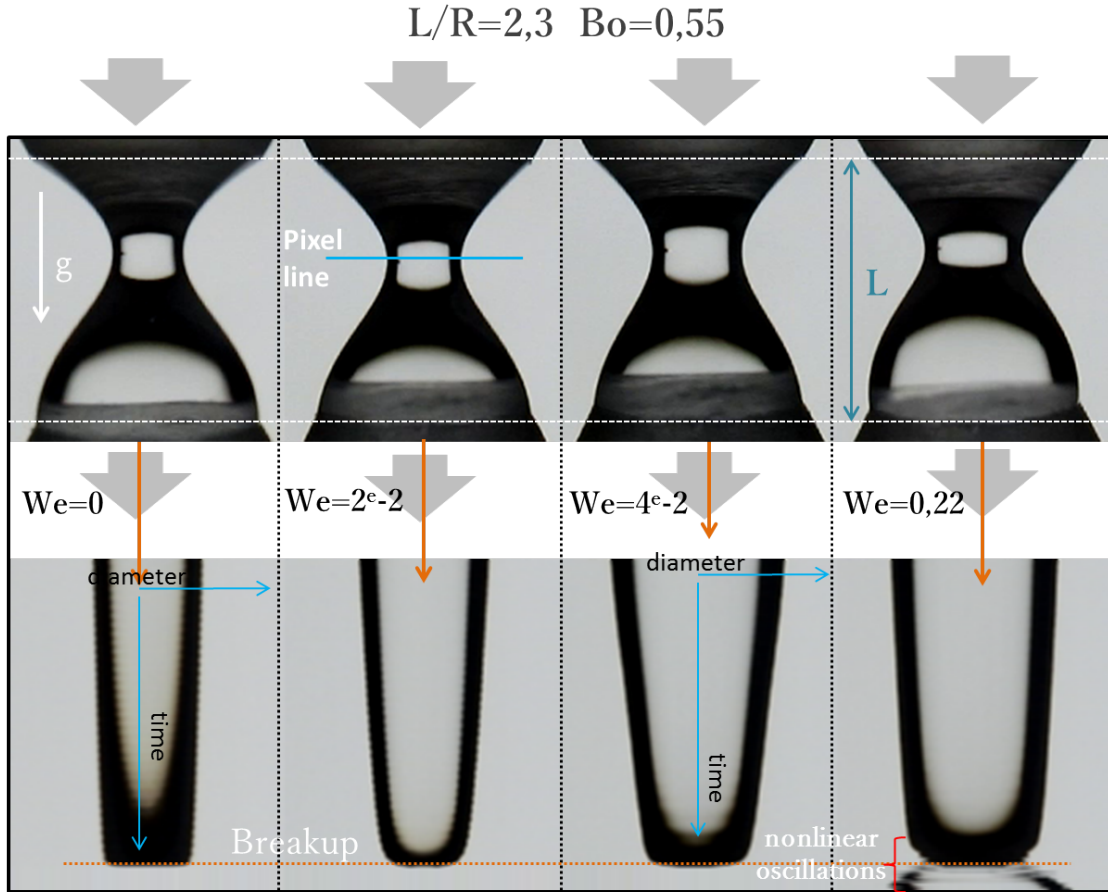 L/R=2,3 Bo=0,55
g
Pixel
line
L
We=0
We=2ᵉ-2
We=4ᵉ-2
We=0,22
diameter
diameter
time
time
Breakup
nonlinear
oscillations